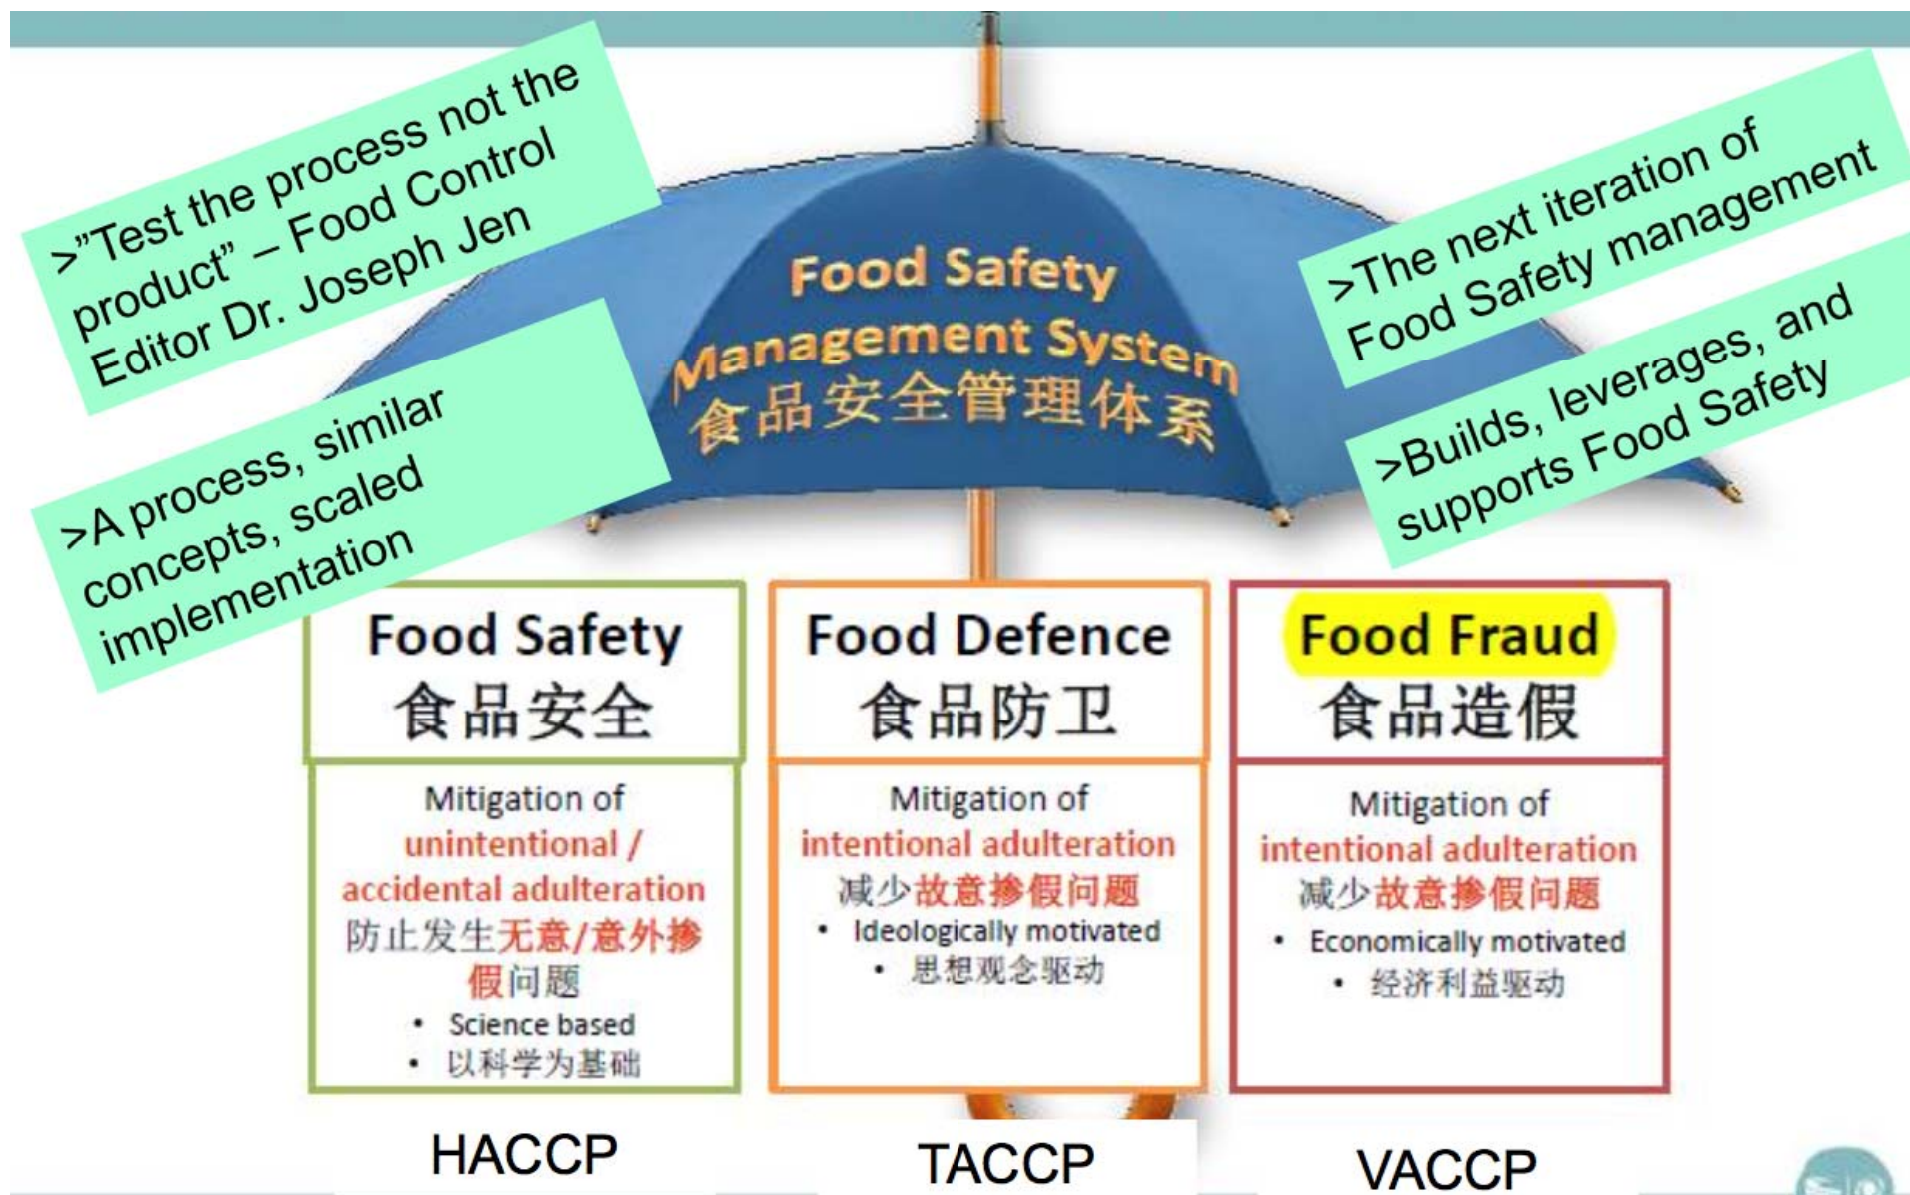 >”Test the process not the
product” – Food Control
Editor Dr. Joseph Jen
>A process, similar
concepts, scaled
implementation
>The next iteration of
Food Safety management
>Builds, leverages, and
supports Food Safety
Food Safety
Management System
食品安全管理体系
Food Safety
食品安全
Mitigation of
unintentional /
accidental adulteration
防止发生无意/意外掺
假问题
• Science based
• 以科学为基础
HACCP
Food Defence
食品防卫
Mitigation of
intentional adulteration
减少故意掺假问题
• Ideologically motivated
• 思想观念驱动
TACCP
Food Fraud
食品造假
Mitigation of
intentional adulteration
减少故意掺假问题
• Economically motivated
• 经济利益驱动
VACCP